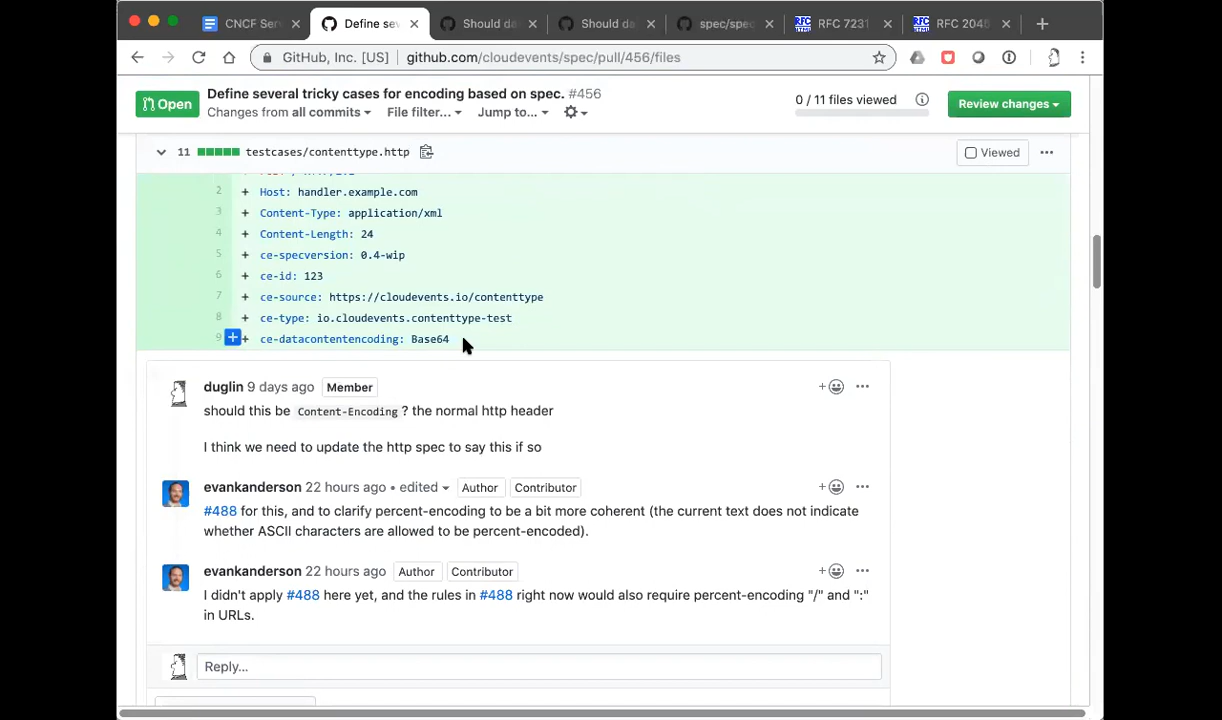 CNCF Ser
Define sev
Should da
Should da
spec/spec
RFC 7231
RFC 2045
GitHub, Inc. [US]
github.com/cloudevents/spec/pull/456/files
Open
Define several tricky cases for encoding based on spec. #456
Changes from all commits
File filter...
Jump to...
0 / 11 files viewed
Review changes
11
testcases/contenttype.http
Viewed
2 + Host: handler.example.com
3 + Content-Type: application/xml
4 + Content-Length: 24
5 + ce-specversion: 0.4-wip
6 + ce-id: 123
7 + ce-source: https://cloudevents.io/contenttype
8 + ce-type: io.cloudevents.contenttype-test
9 + ce-datacontentencoding: Base64
duglin 9 days ago Member
should this be Content-Encoding ? the normal http header
I think we need to update the http spec to say this if so
evankanderson 22 hours ago • edited Author Contributor
#488 for this, and to clarify percent-encoding to be a bit more coherent (the current text does not indicate
whether ASCII characters are allowed to be percent-encoded).
evankanderson 22 hours ago Author Contributor
I didn't apply #488 here yet, and the rules in #488 right now would also require percent-encoding "/" and ":"
in URLs.
Reply...